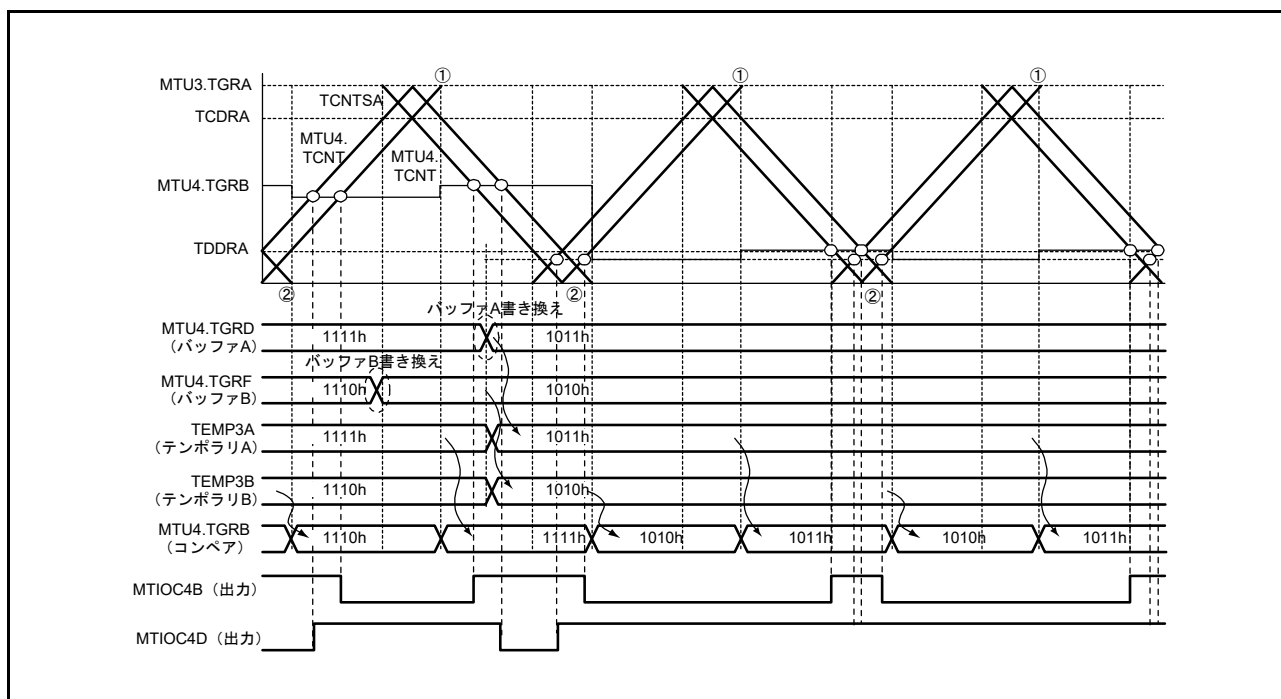 ① ① ①
MTU3.TGRA
TCNTSA
TCDRA
MTU4.
TCNT
MTU4.
TCNT
MTU4.TGRB
TDDRA
② ② ②
バッファA書き換え
MTU4.TGRD
（バッファA）
1111h 1011h
バッファB書き換え
MTU4.TGRF
（バッファB）
1110h 1010h
TEMP3A
（テンポラリA）
1111h 1011h
TEMP3B
（テンポラリB）
1110h 1010h
MTU4.TGRB
（コンペア）
1110h 1111h 1010h 1011h 1010h 1011h
MTIOC4B（出力）
MTIOC4D（出力）